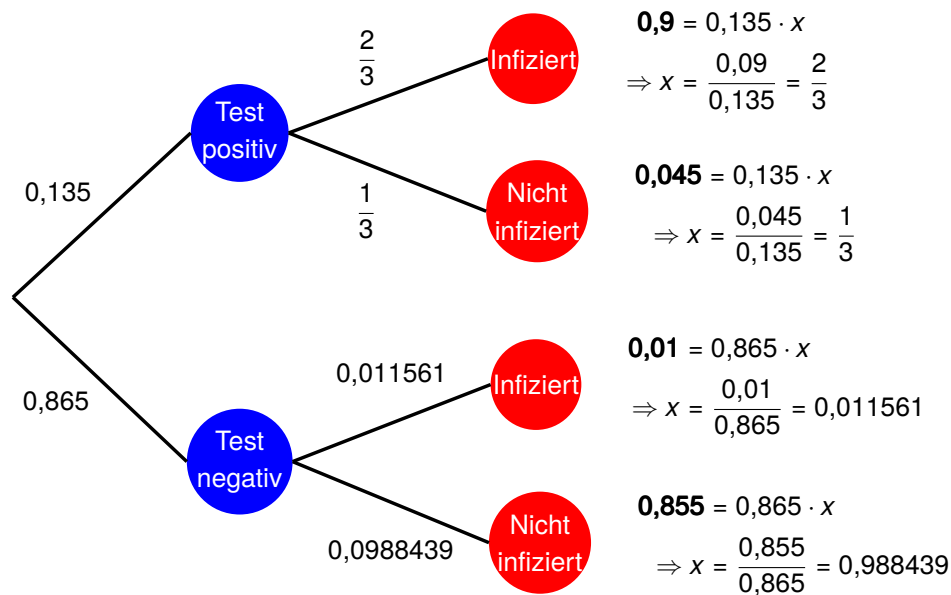 0,9 = 0,135 · x
2/3
Infiziert
⇒ x = 0,09/0,135 = 2/3
Test
positiv
0,135
1/3
Nicht
infiziert
0,045 = 0,135 · x
⇒ x = 0,045/0,135 = 1/3
0,865
0,011561
Infiziert
0,01 = 0,865 · x
⇒ x = 0,01/0,865 = 0,011561
Test
negativ
0,0988439
Nicht
infiziert
0,855 = 0,865 · x
⇒ x = 0,855/0,865 = 0,988439